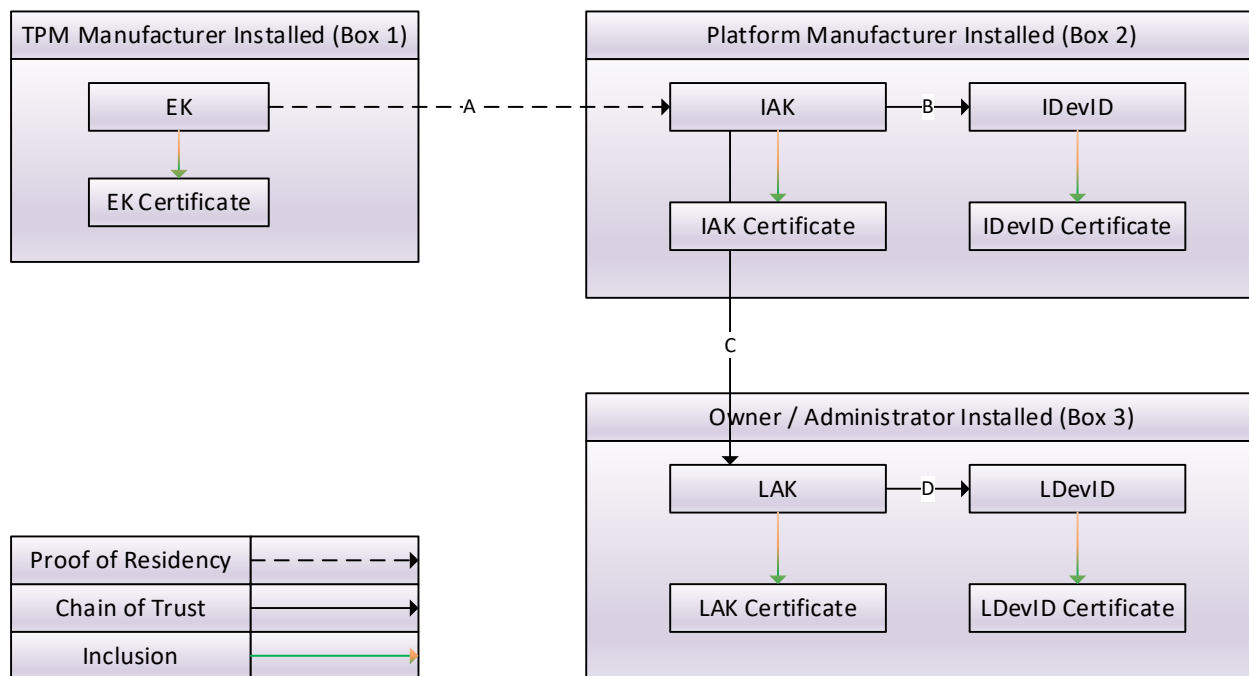 TPM Manufacturer Installed (Box 1)
EK
EK Certificate
A
Platform Manufacturer Installed (Box 2)
IAK
B
IDevID
IAK Certificate
IDevID Certificate
C
Owner / Administrator Installed (Box 3)
LAK
D
LDevID
LAK Certificate
LDevID Certificate
Proof of Residency
Chain of Trust
Inclusion